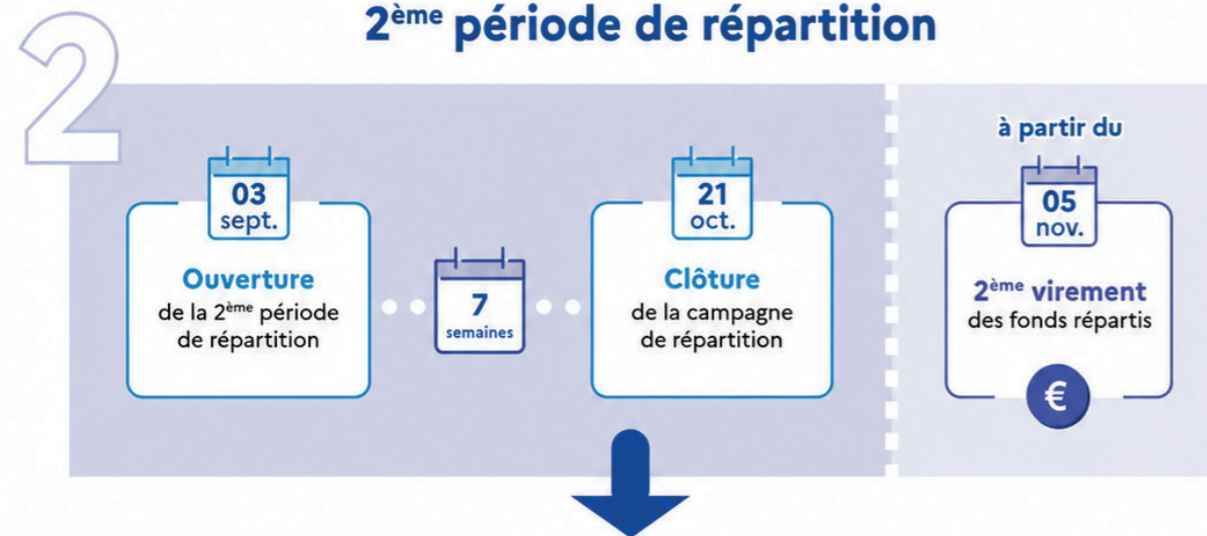 2
2ème période de répartition
03
sept.
Ouverture
de la 2ème période
de répartition
7
semaines
21
oct.
Clôture
de la campagne
de répartition
à partir du
05
nov.
2ème virement
des fonds répartis
€